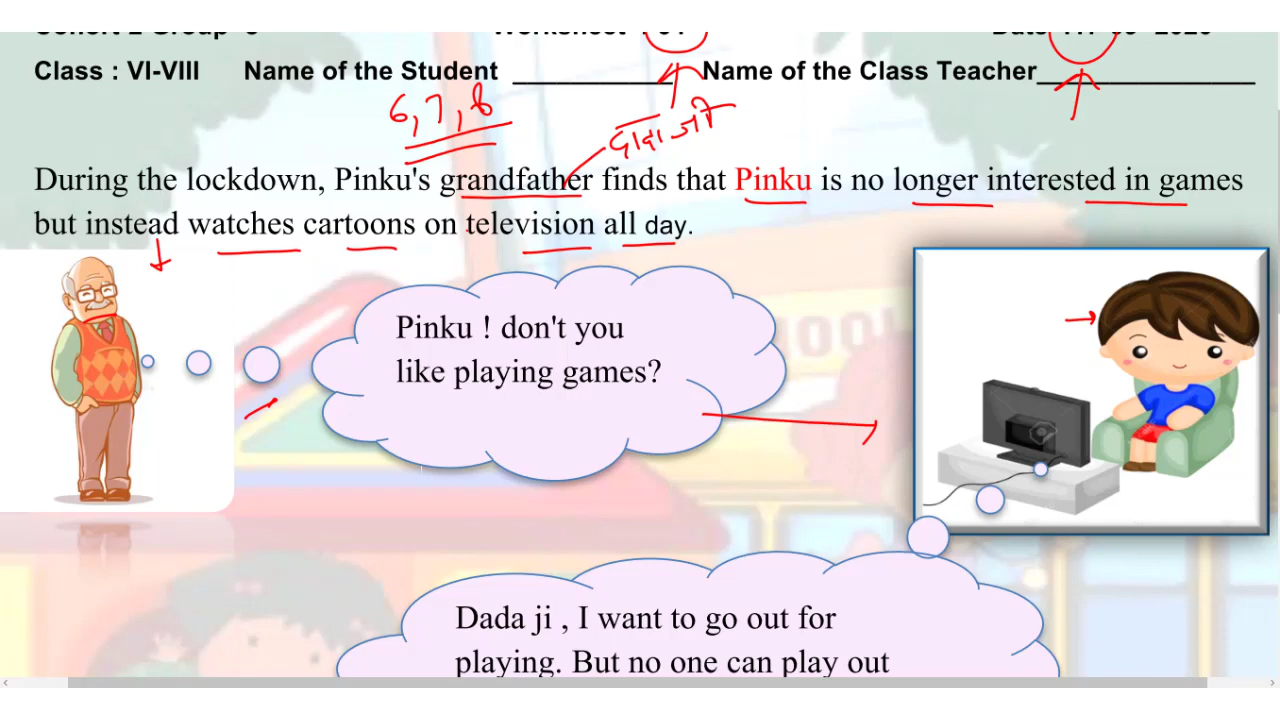 Class : VI-VIII Name of the Student ____________ Name of the Class Teacher________________
6, 7, 8
दादा जी
During the lockdown, Pinku's grandfather finds that Pinku is no longer interested in games
but instead watches cartoons on television all day.
Pinku ! don't you
like playing games?
Dada ji , I want to go out for
playing. But no one can play out